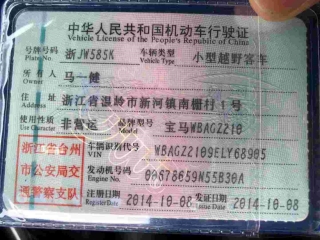 中华人民共和国机动车行驶证
Vehicle License of the People's Republic of China
号牌号码 Plate No. 浙JW585K 车辆类型 Vehicle Type 小型越野客车
所有人 Owner 马一健
住址 Address 浙江省温岭市新河镇南栅村1号
使用性质 Use Character 非营运 品牌型号 Model 宝马WBAGZ210
浙江省台州市公安局交通警察支队
车辆识别代号 VIN WBAGZ2109ELY68905
发动机号码 Engine No. 00678659N55B30A
注册日期 Register Date 2014-10-08 发证日期 Issue Date 2014-10-08